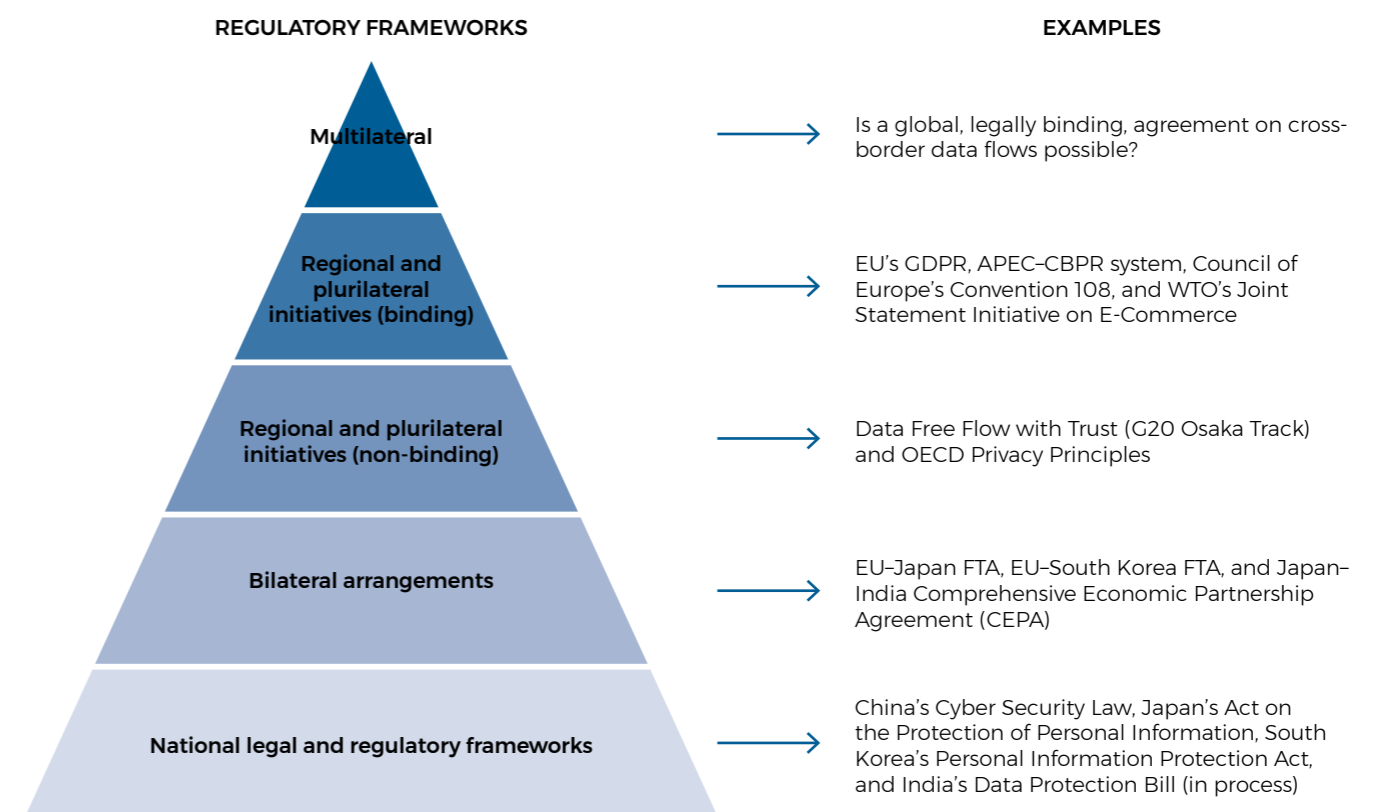 REGULATORY FRAMEWORKS
EXAMPLES
Multilateral
Is a global, legally binding, agreement on cross-
border data flows possible?
Regional and
plurilateral
initiatives (binding)
EU’s GDPR, APEC–CBPR system, Council of
Europe’s Convention 108, and WTO’s Joint
Statement Initiative on E-Commerce
Regional and plurilateral
initiatives (non-binding)
Data Free Flow with Trust (G20 Osaka Track)
and OECD Privacy Principles
Bilateral arrangements
EU–Japan FTA, EU–South Korea FTA, and Japan–
India Comprehensive Economic Partnership
Agreement (CEPA)
National legal and regulatory frameworks
China’s Cyber Security Law, Japan’s Act on
the Protection of Personal Information, South
Korea’s Personal Information Protection Act,
and India’s Data Protection Bill (in process)